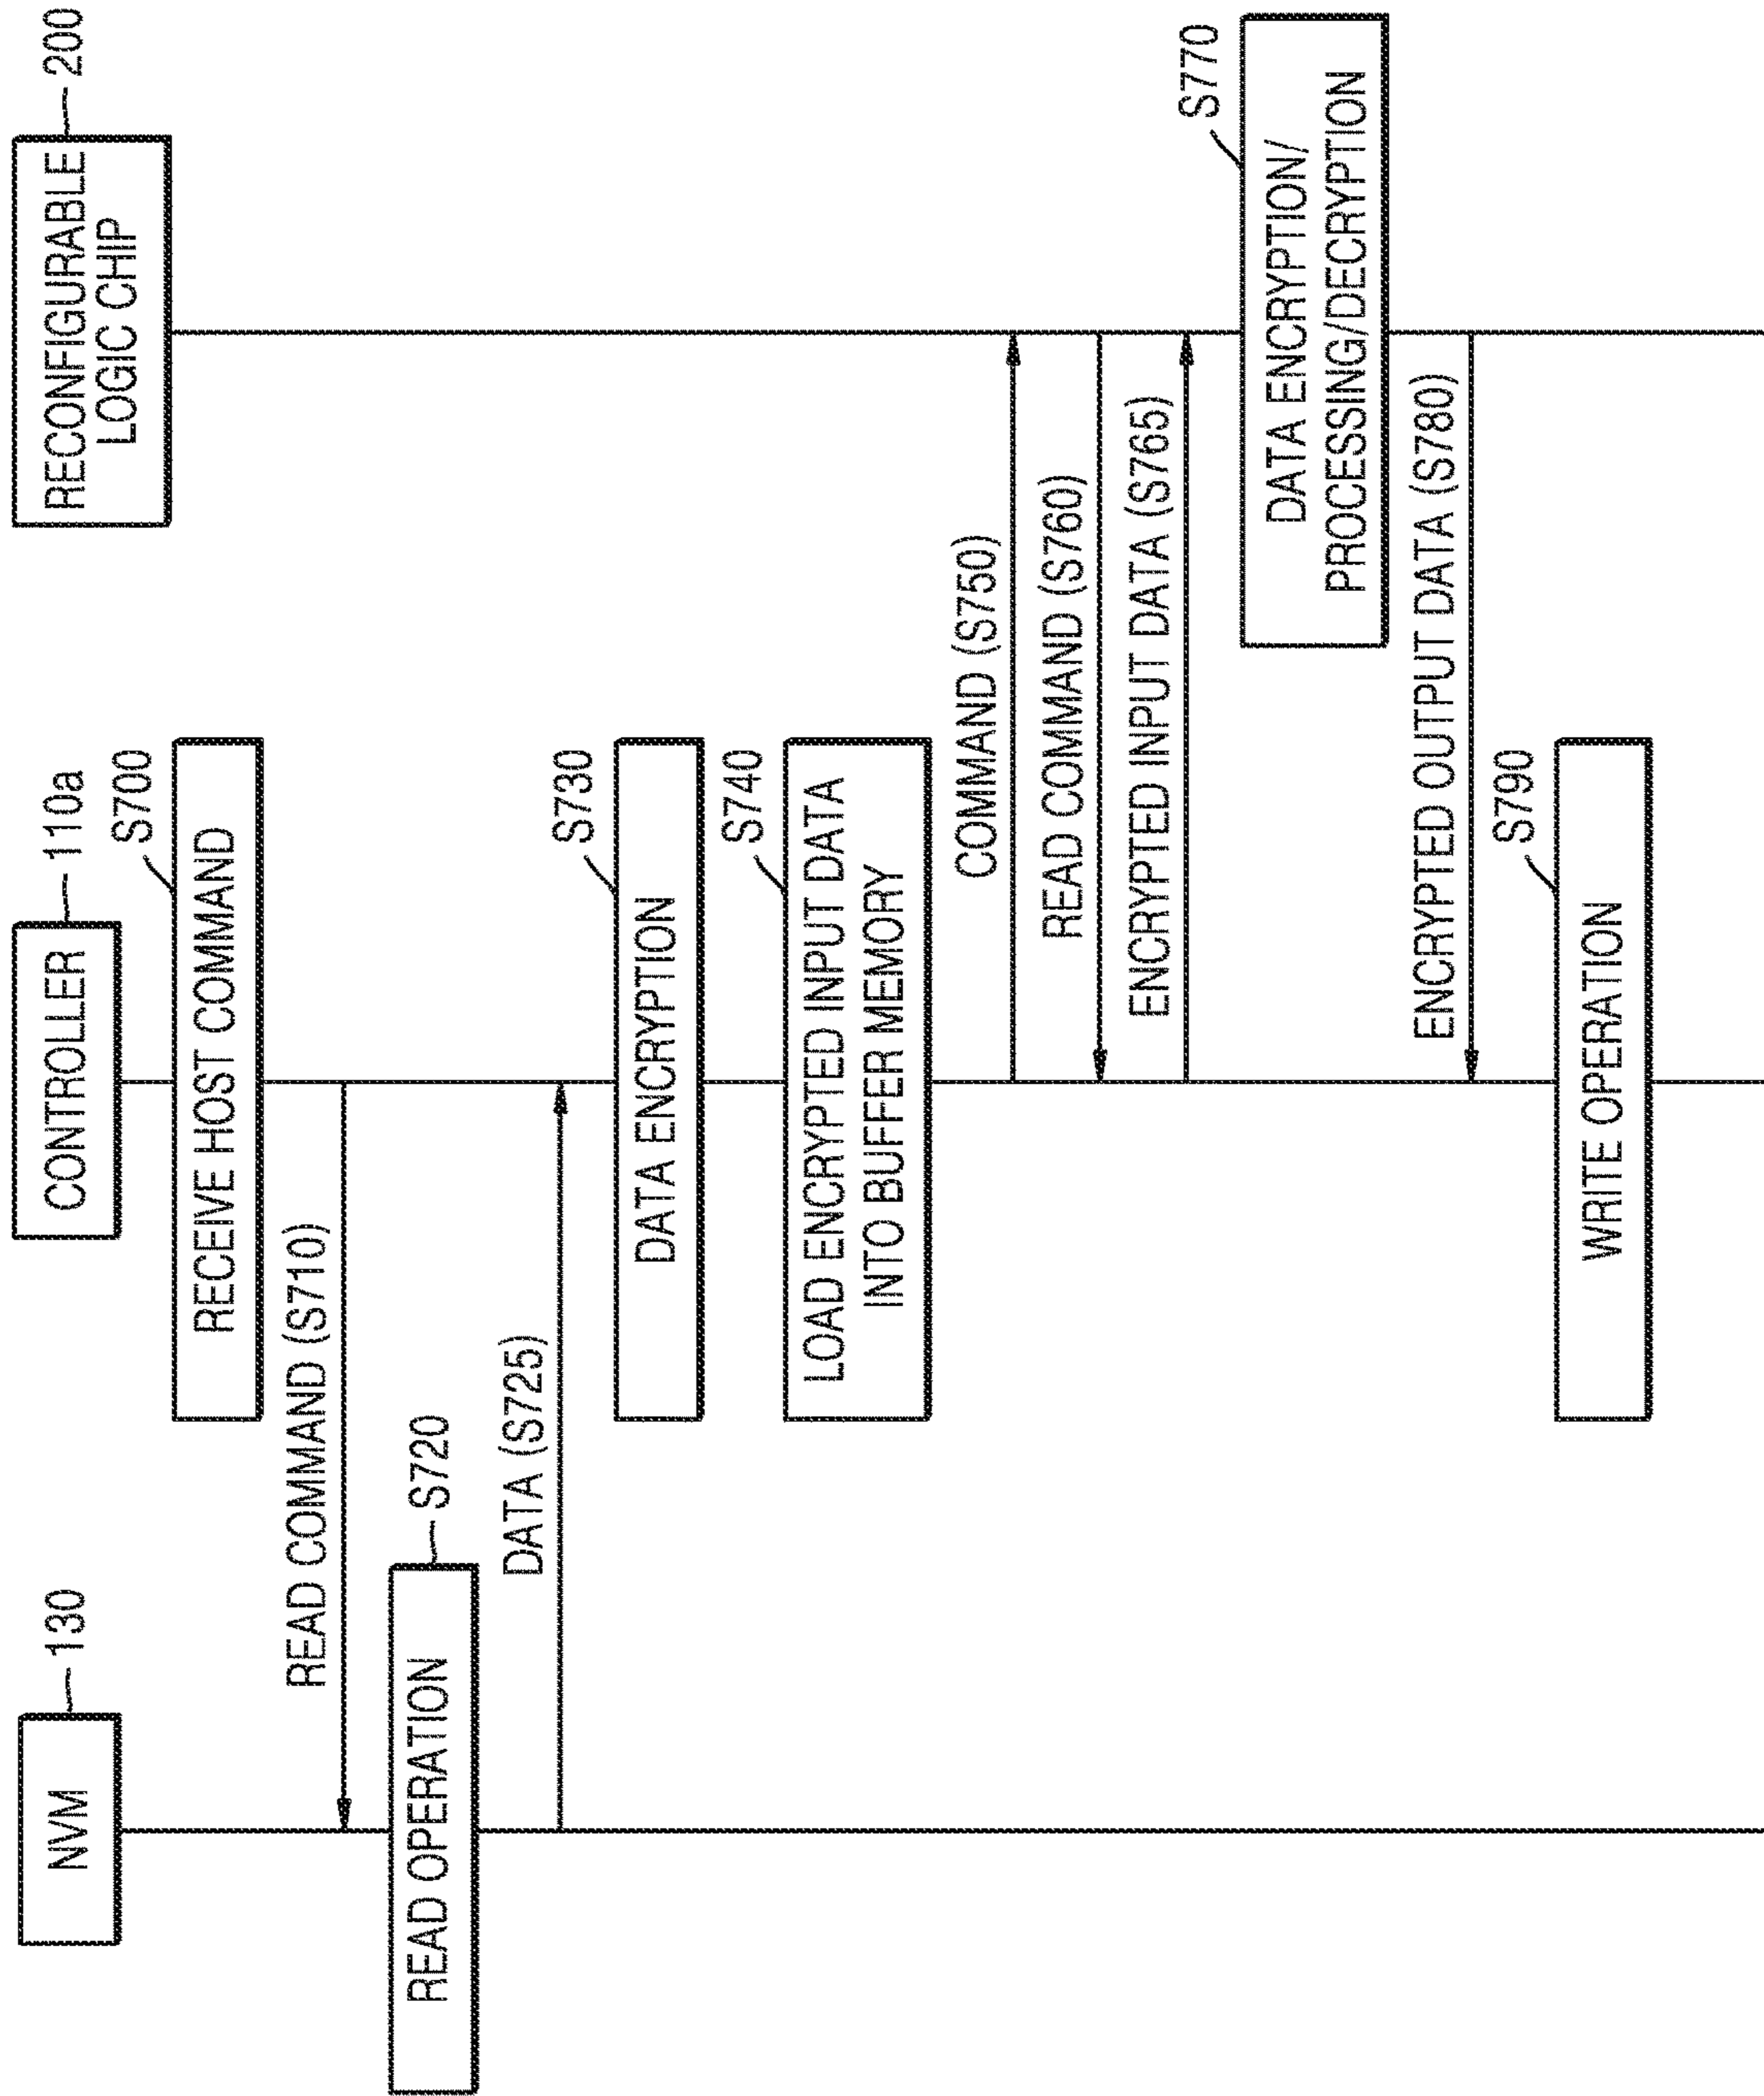 NVM
130
CONTROLLER
110a
RECONFIGURABLE
LOGIC CHIP
200
S700
RECEIVE HOST COMMAND
READ COMMAND (S710)
READ OPERATION
S720
DATA (S725)
S730
DATA ENCRYPTION
S740
LOAD ENCRYPTED INPUT DATA
INTO BUFFER MEMORY
COMMAND (S750)
READ COMMAND (S760)
ENCRYPTED INPUT DATA (S765)
S770
DATA ENCRYPTION/
PROCESSING/DECRYPTION
ENCRYPTED OUTPUT DATA (S780)
S790
WRITE OPERATION